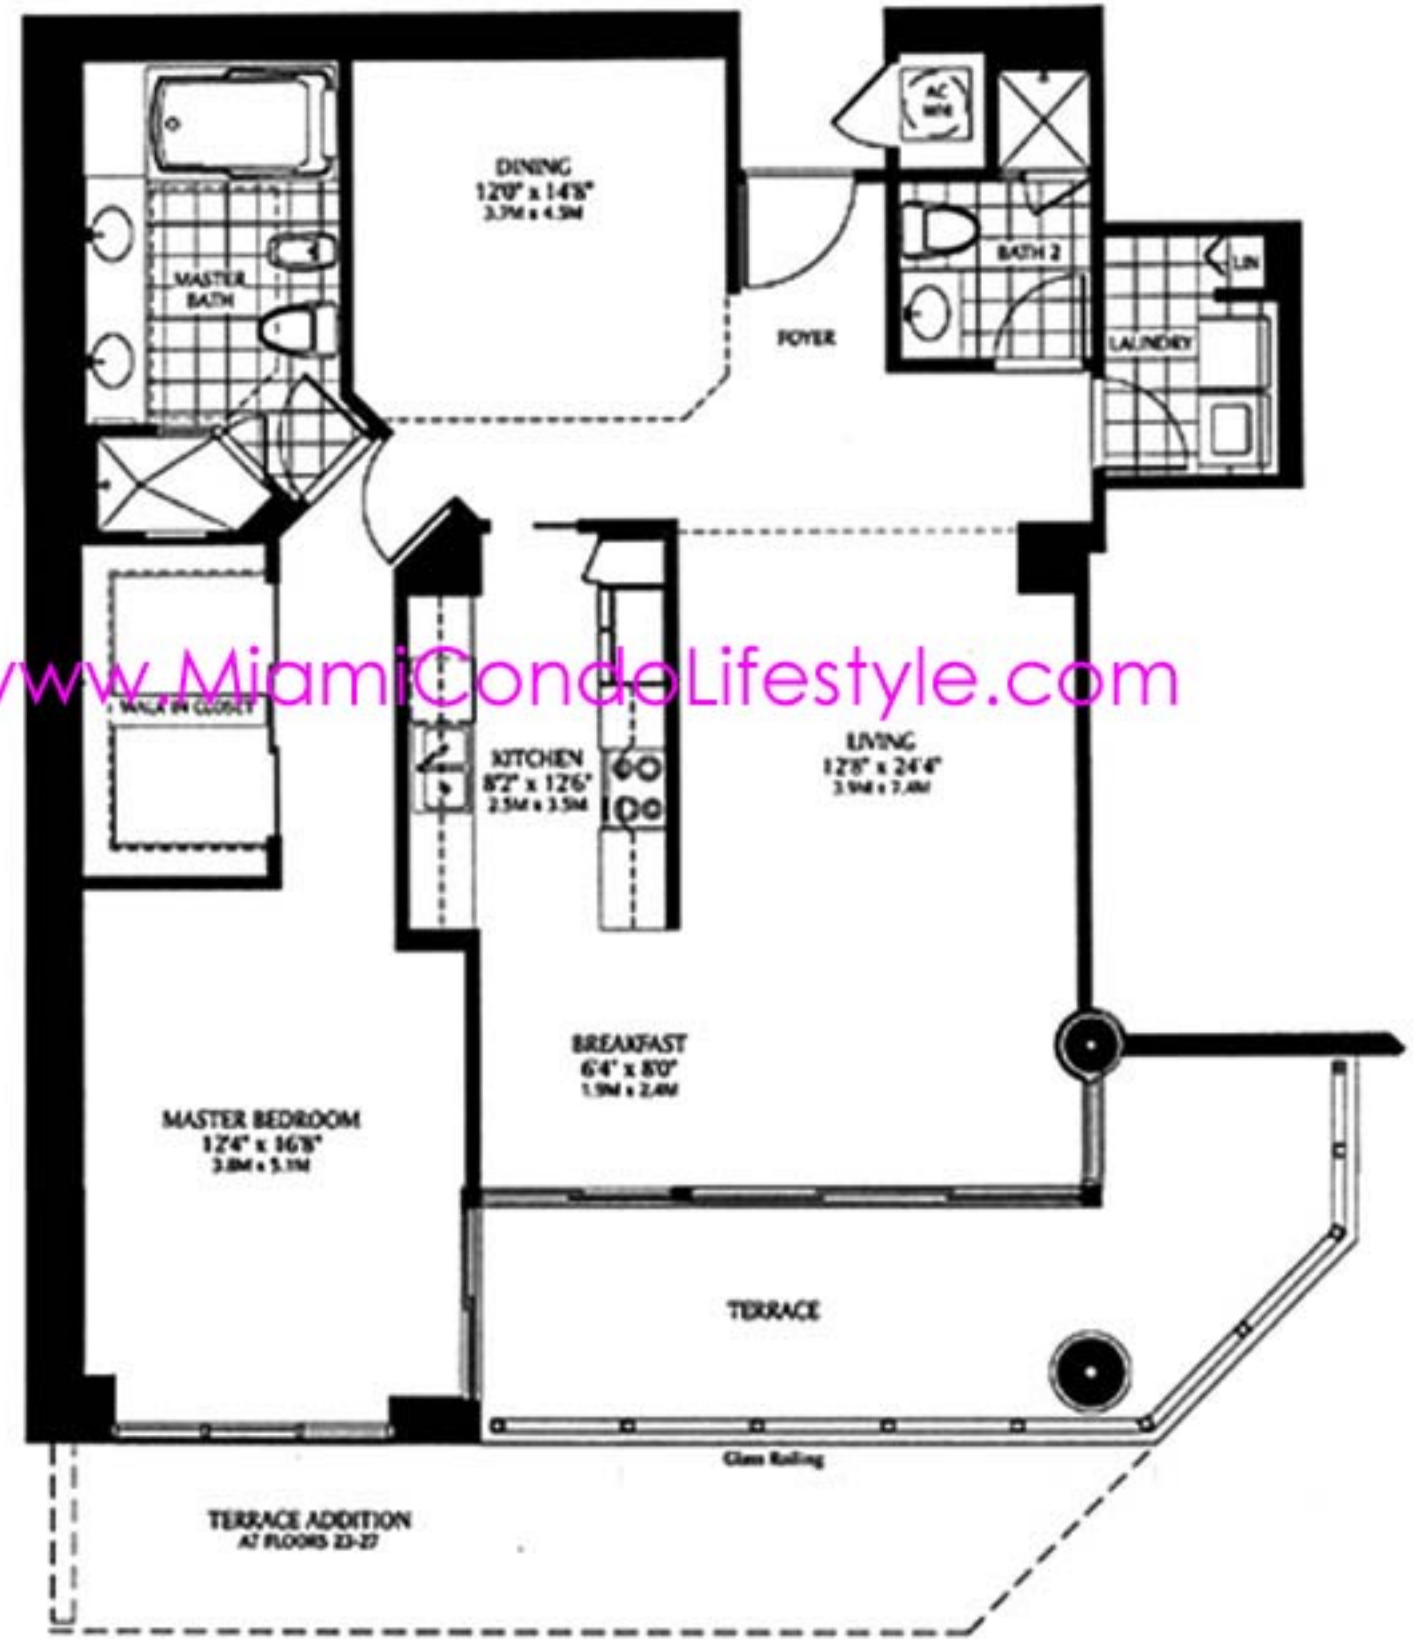 AC
DINING
12'0" x 14'8"
3.7M x 4.5M
BATH 2
LIN
MASTER
BATH
FOYER
LAUNDRY
www.MiamiCondoLifestyle.com
WALK IN CLOSET
KITCHEN
8'2" x 12'6"
2.5M x 3.5M
LIVING
12'8" x 24'4"
3.9M x 7.4M
BREAKFAST
6'4" x 8'0"
1.9M x 2.4M
MASTER BEDROOM
12'4" x 16'8"
3.8M x 5.1M
TERRACE
Glass Railing
TERRACE ADDITION
AT FLOORS 23-27